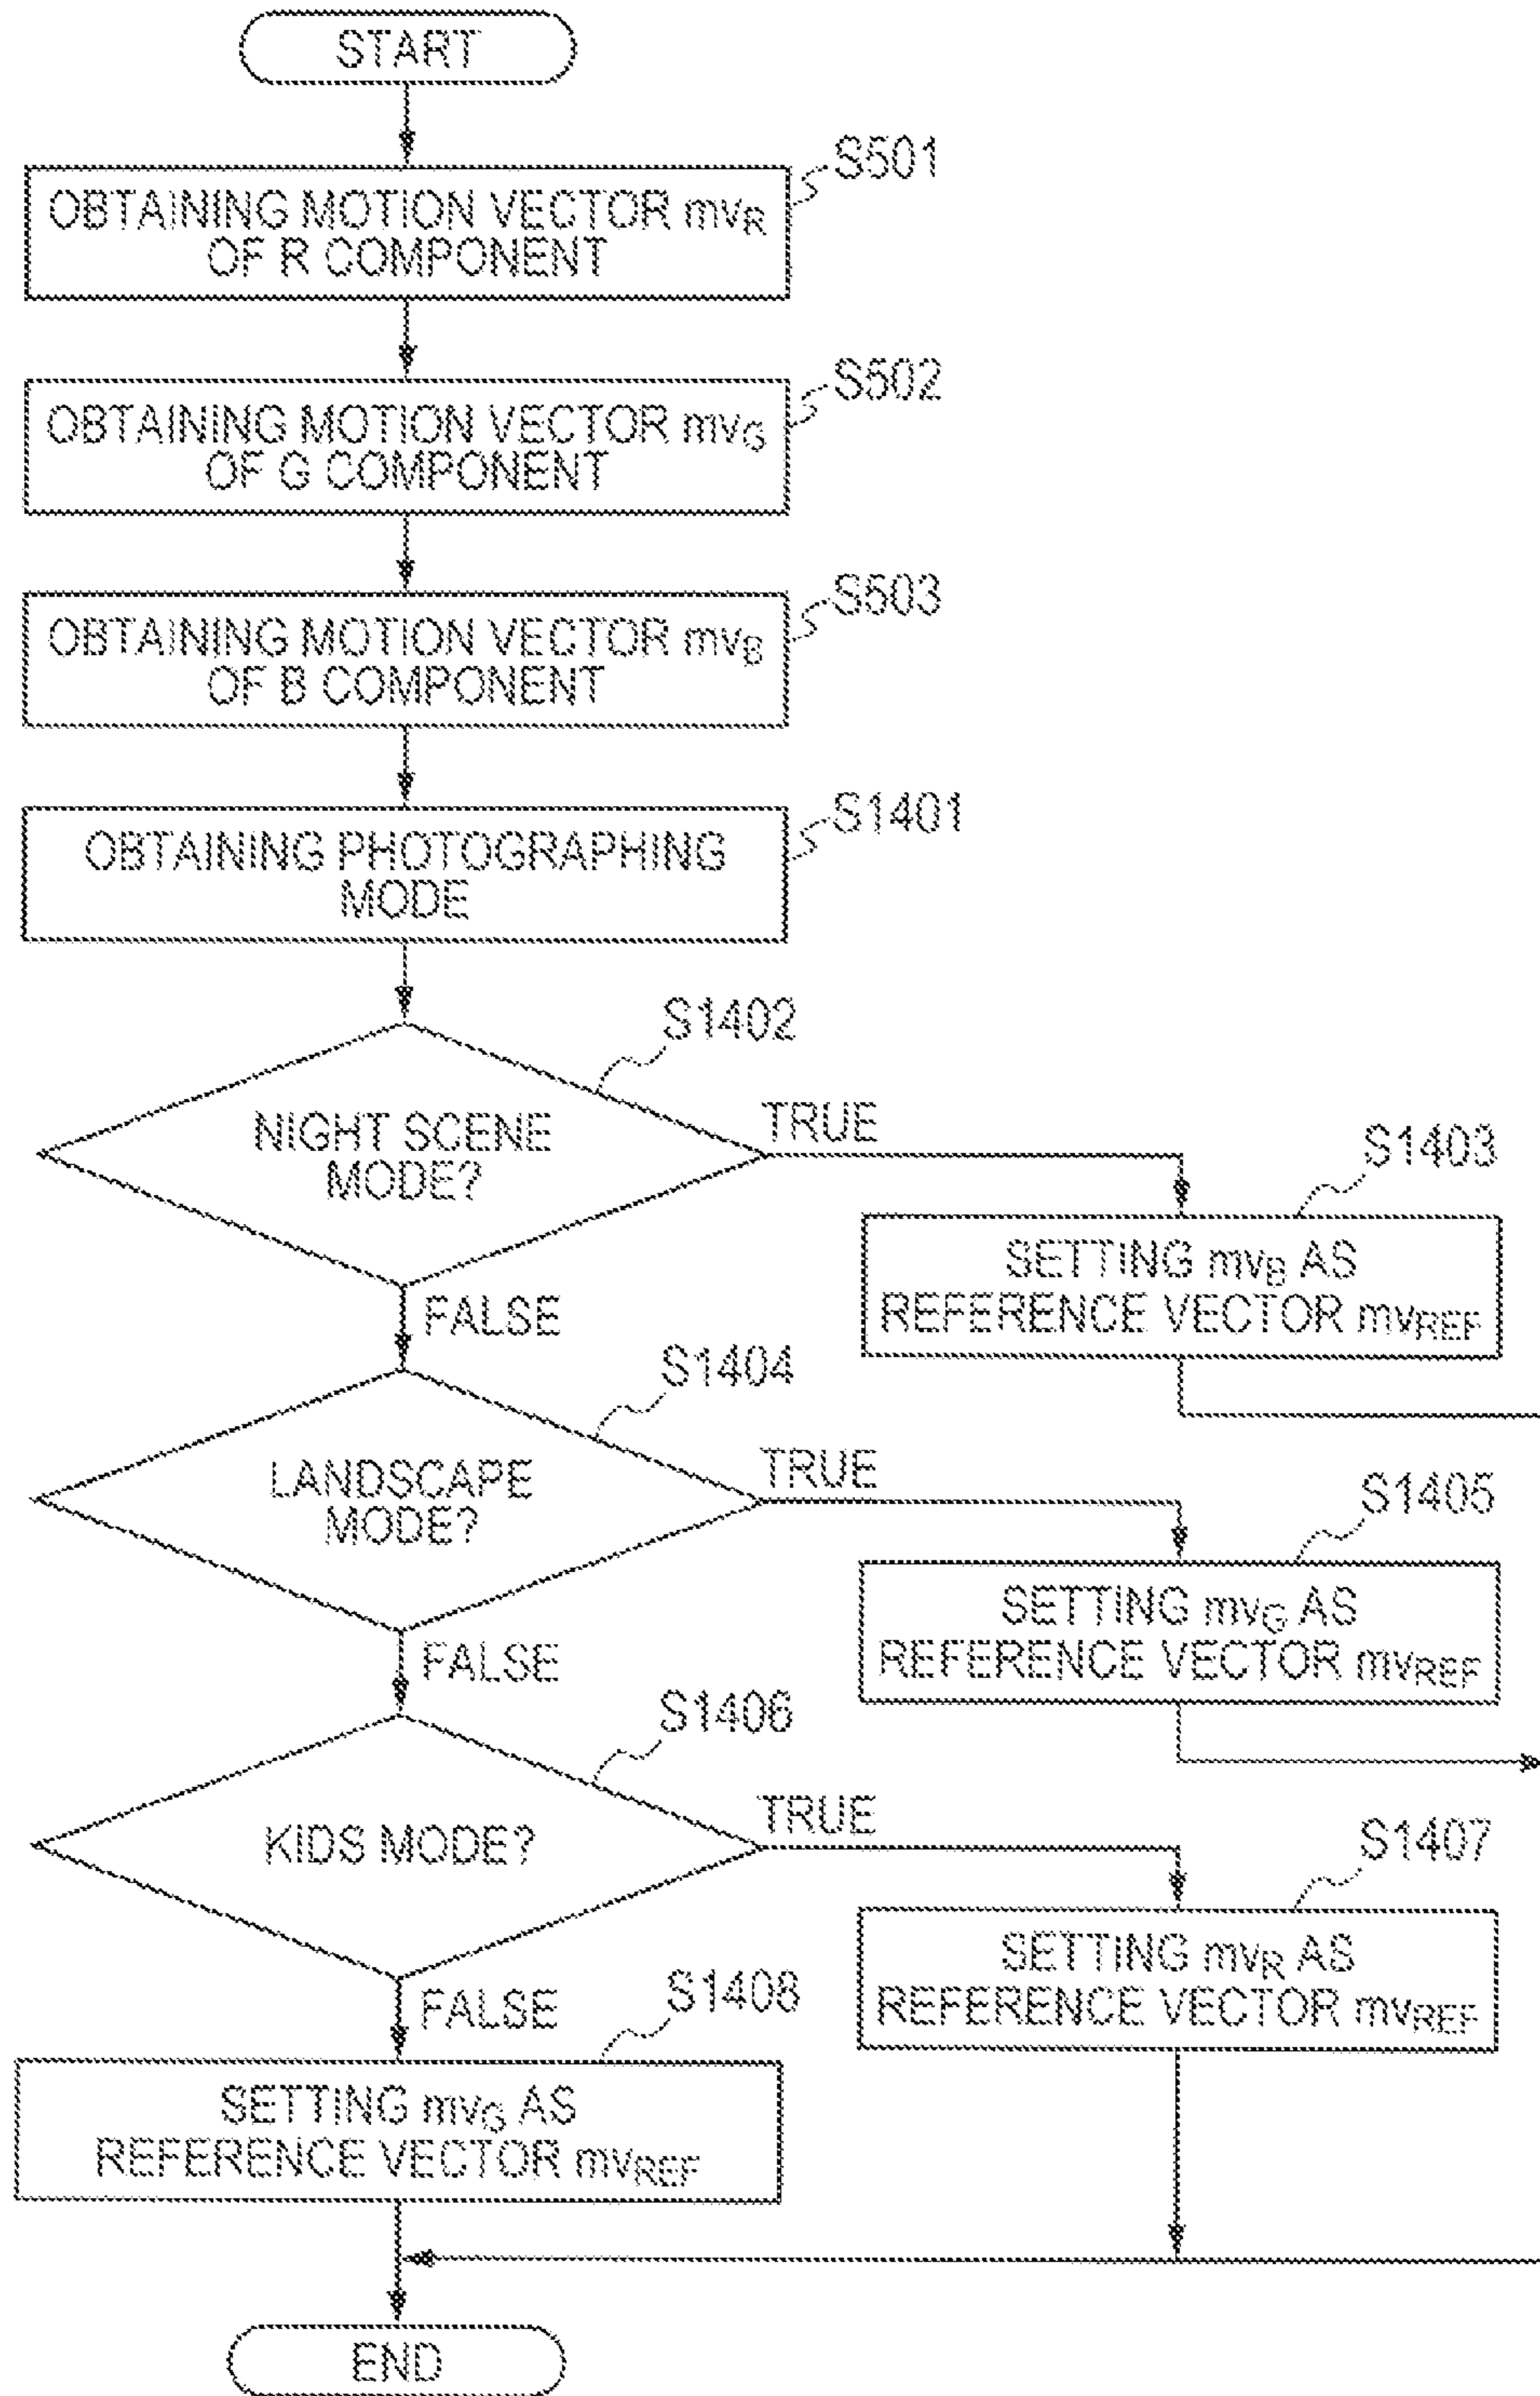 START
S501
OBTAINING MOTION VECTOR mvR
OF R COMPONENT
S502
OBTAINING MOTION VECTOR mvG
OF G COMPONENT
S503
OBTAINING MOTION VECTOR mvB
OF B COMPONENT
S1401
OBTAINING PHOTOGRAPHING
MODE
S1402
NIGHT SCENE
MODE?
TRUE
S1403
SETTING mvB AS
REFERENCE VECTOR mvREF
FALSE
S1404
LANDSCAPE
MODE?
TRUE
S1405
SETTING mvG AS
REFERENCE VECTOR mvREF
FALSE
S1406
KIDS MODE?
TRUE
S1407
SETTING mvR AS
REFERENCE VECTOR mvREF
FALSE
S1408
SETTING mvG AS
REFERENCE VECTOR mvREF
END